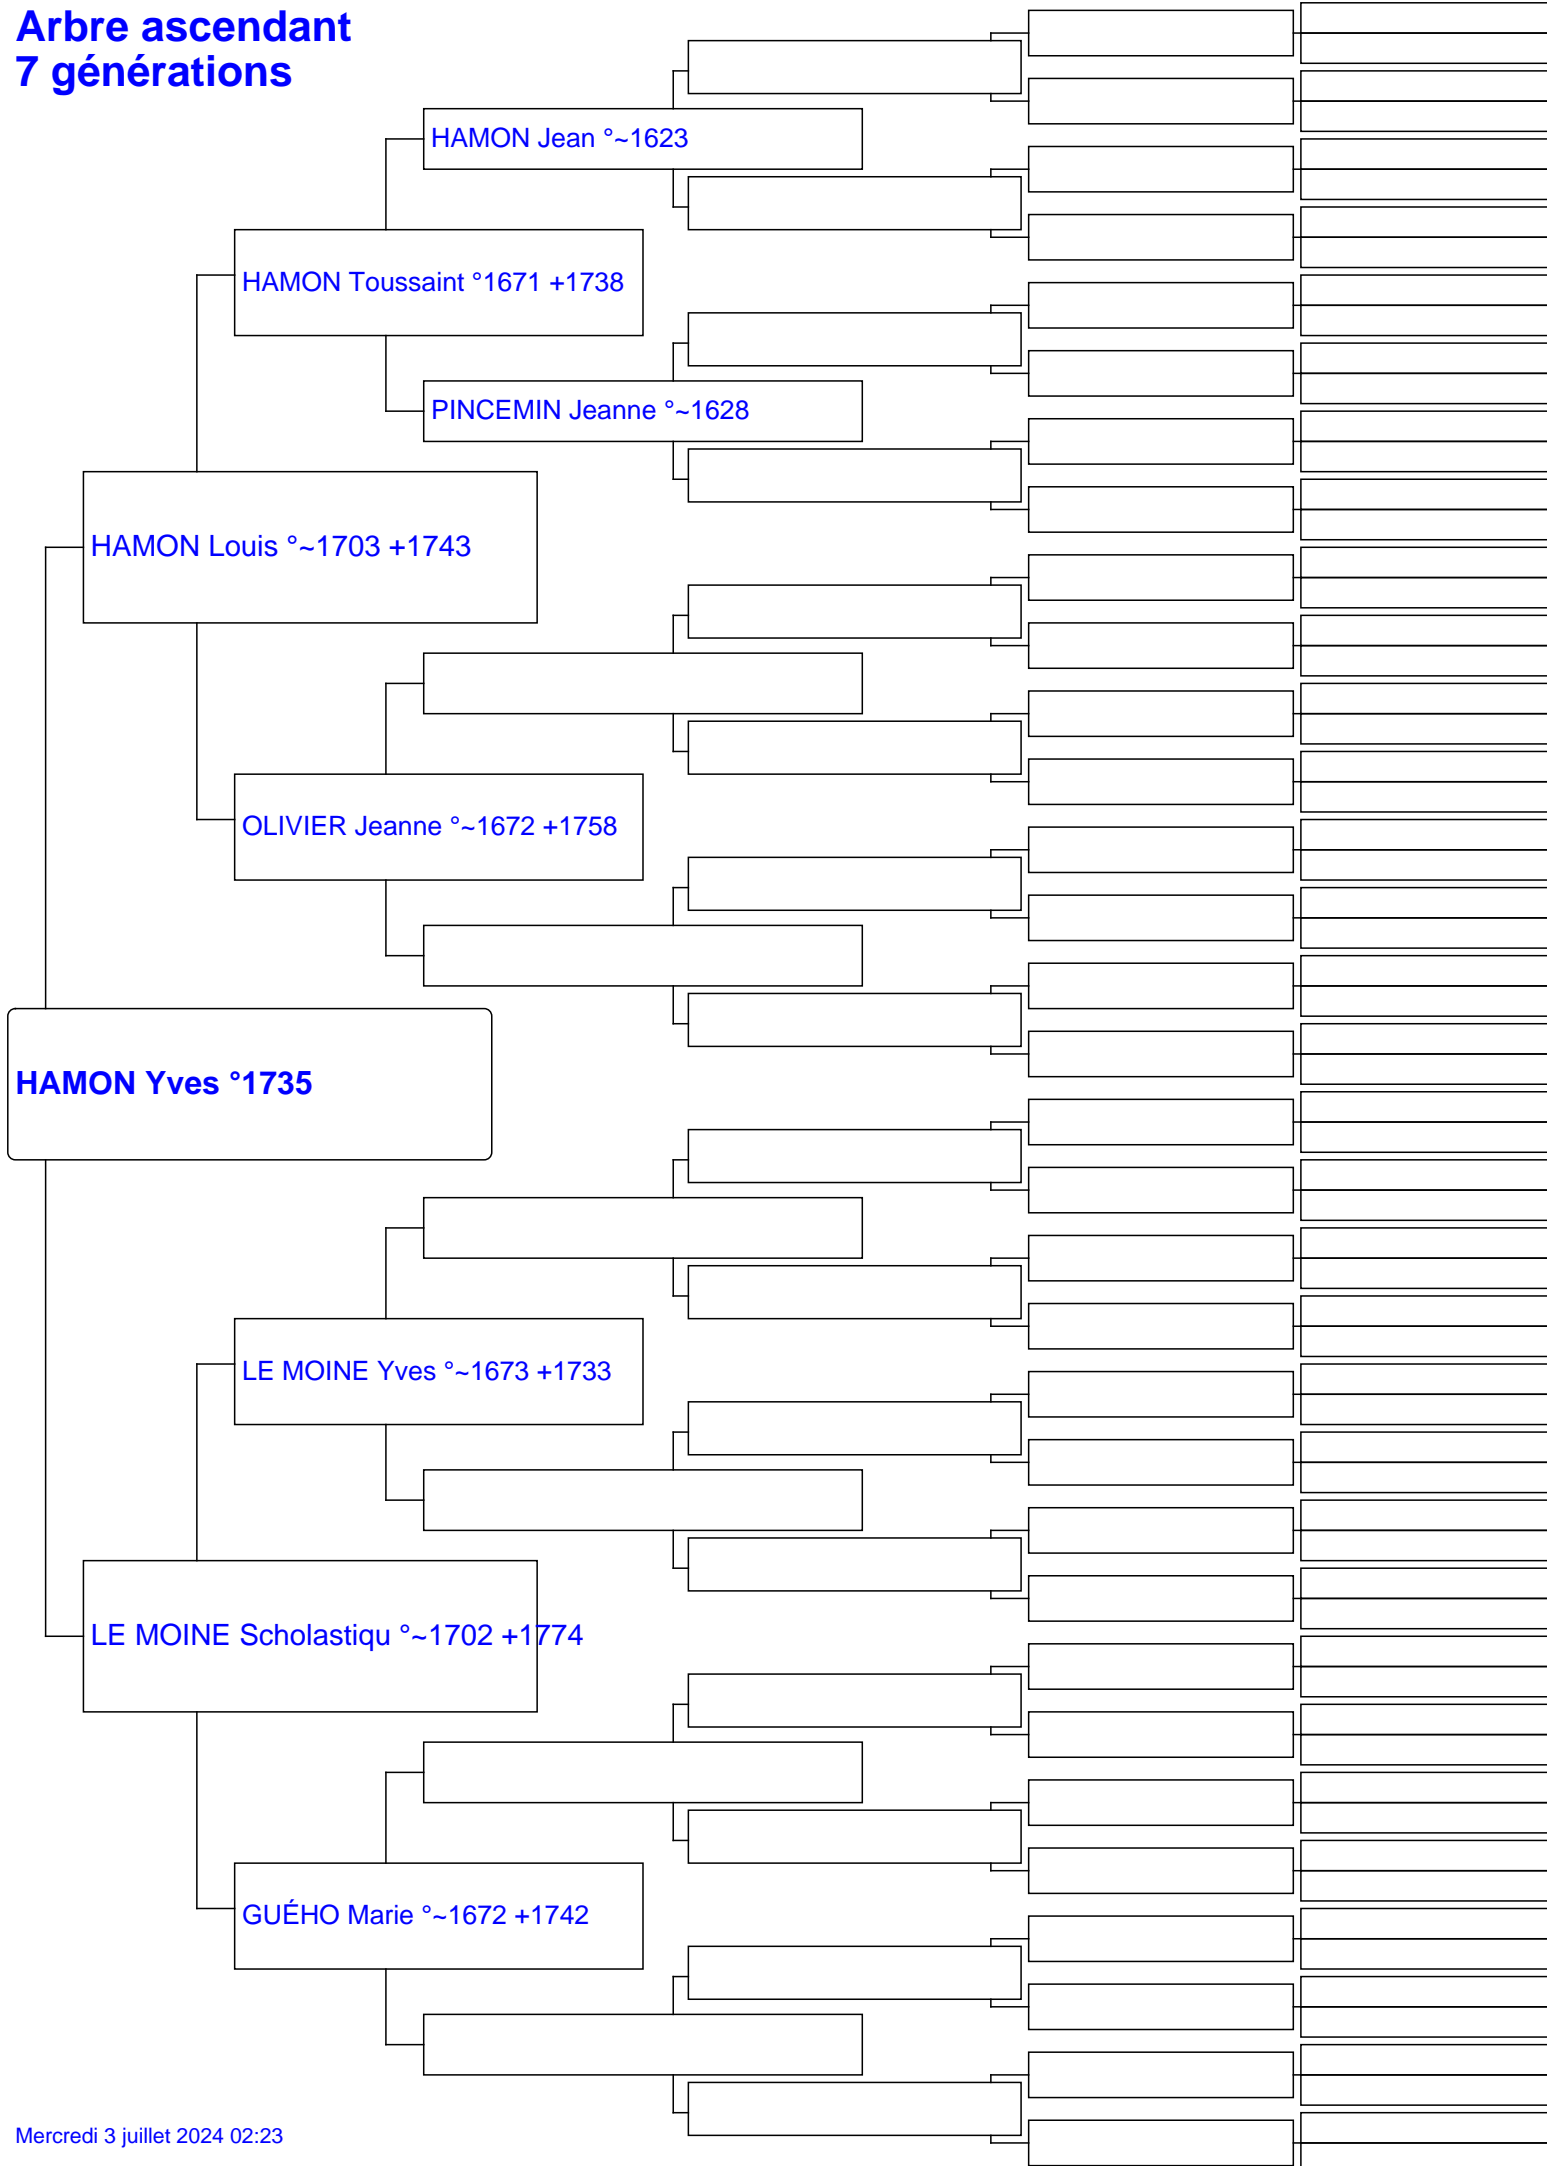 Arbre ascendant
7 générations
HAMON Jean °~1623
HAMON Toussaint °1671 +1738
PINCEMIN Jeanne °~1628
HAMON Louis °~1703 +1743
OLIVIER Jeanne °~1672 +1758
HAMON Yves °1735
LE MOINE Yves °~1673 +1733
LE MOINE Scholastiqu °~1702 +1774
GUÉHO Marie °~1672 +1742
Mercredi 3 juillet 2024 02:23